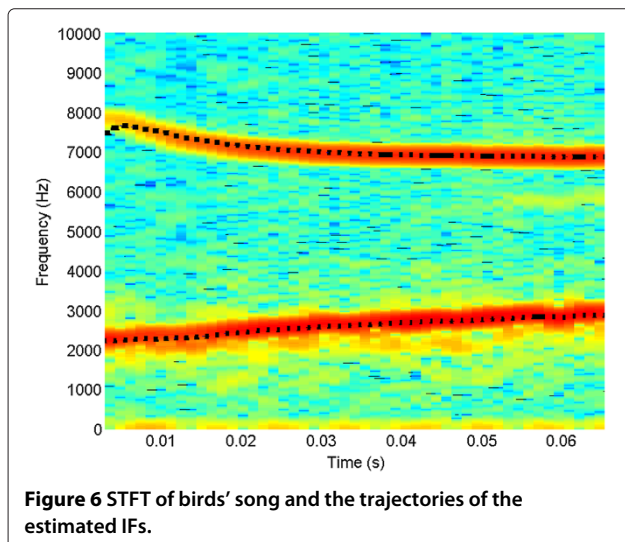 10000
9000
8000
7000
6000
5000
4000
3000
2000
1000
0
Frequency (Hz)
0.01 0.02 0.03 0.04 0.05 0.06
Time (s)
Figure 6 STFT of birds’ song and the trajectories of the
estimated IFs.